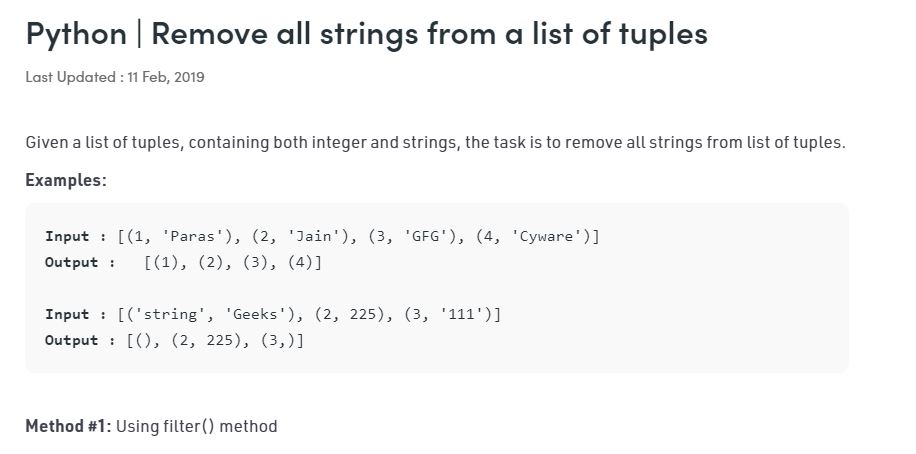 Python | Remove all strings from a list of tuples
Last Updated : 11 Feb, 2019
Given a list of tuples, containing both integer and strings, the task is to remove all strings from list of tuples.
Examples:
Input : [(1, 'Paras'), (2, 'Jain'), (3, 'GFG'), (4, 'Cyware')]
Output :   [(1), (2), (3), (4)]
Input : [('string', 'Geeks'), (2, 225), (3, '111')]
Output : [(), (2, 225), (3,)]
Method #1: Using filter() method